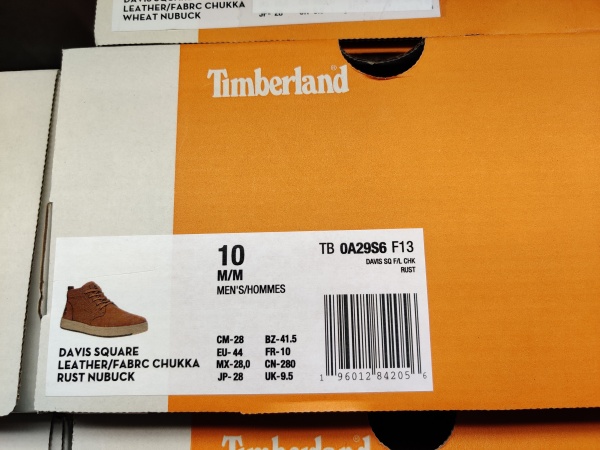 LEATHER/FABRC CHUKKA
WHEAT NUBUCK
Timberland®
10
M/M
MEN'S/HOMMES
TB 0A29S6 F13
DAVIS SQ F/L CHK
RUST
CM-28 BZ-41.5
EU-44 FR-10
MX-28,0 CN-280
JP-28 UK-9.5
DAVIS SQUARE
LEATHER/FABRC CHUKKA
RUST NUBUCK
1 96012 84205 6
Timberland